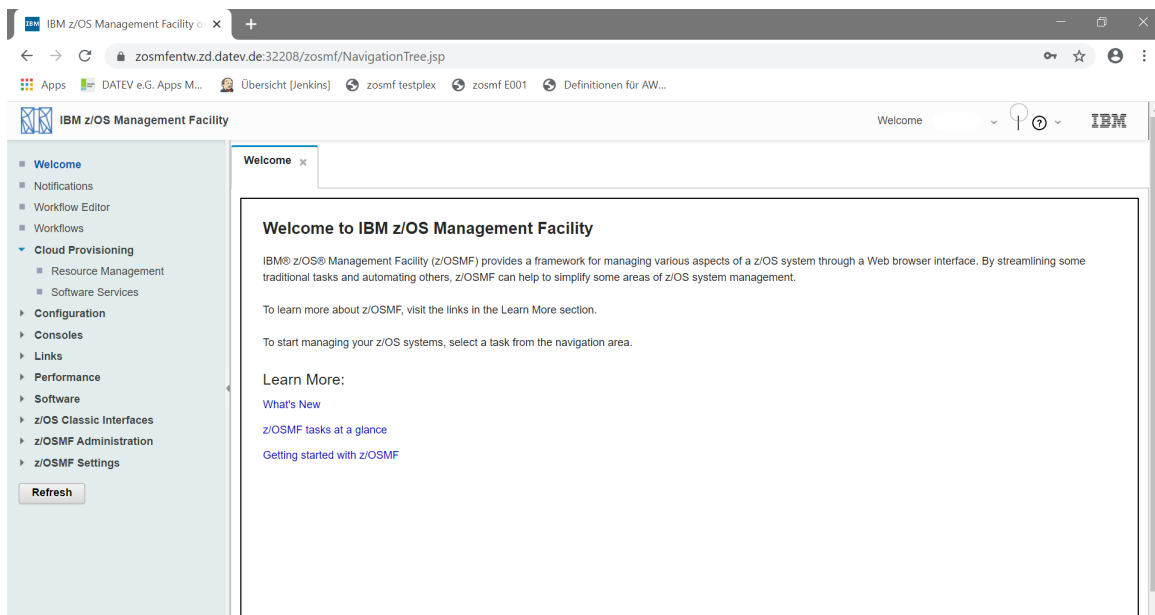 IBM IBM z/OS Management Facility o
zosmfentw.zd.datev.de:32208/zosmf/NavigationTree.jsp
Apps DATEV e.G. Apps M... Übersicht [Jenkins] zosmf testplex zosmf E001 Definitionen für AW...
IBM z/OS Management Facility
Welcome
IBM
Welcome
Notifications
Workflow Editor
Workflows
Cloud Provisioning
Resource Management
Software Services
Configuration
Consoles
Links
Performance
Software
z/OS Classic Interfaces
z/OSMF Administration
z/OSMF Settings
Refresh
Welcome
Welcome to IBM z/OS Management Facility
IBM® z/OS® Management Facility (z/OSMF) provides a framework for managing various aspects of a z/OS system through a Web browser interface. By streamlining some
traditional tasks and automating others, z/OSMF can help to simplify some areas of z/OS system management.
To learn more about z/OSMF, visit the links in the Learn More section.
To start managing your z/OS systems, select a task from the navigation area.
Learn More:
What's New
z/OSMF tasks at a glance
Getting started with z/OSMF